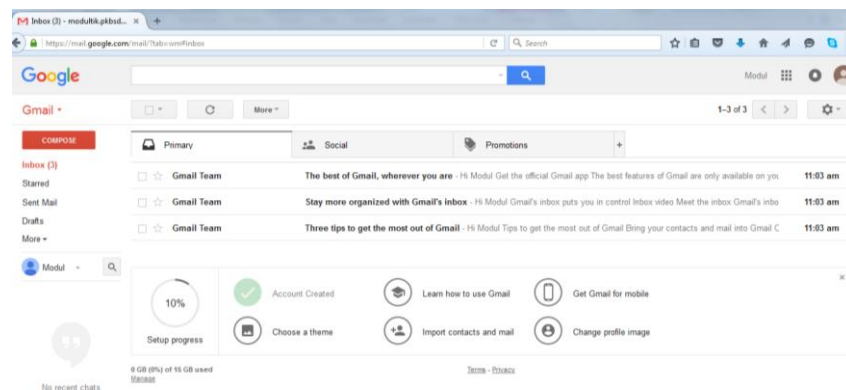 Inbox (3) - modultik.pkbsd... × +
https://mail.google.com/mail/?tab=wm#inbox
Search
Google
Modul
Gmail
More
1–3 of 3
COMPOSE
Primary
Social
Promotions
+
Inbox (3)
Starred
Sent Mail
Drafts
More
Gmail Team The best of Gmail, wherever you are - Hi Modul Get the official Gmail app The best features of Gmail are only available on you 11:03 am
Gmail Team Stay more organized with Gmail's inbox - Hi Modul Gmail's inbox puts you in control Inbox video Meet the inbox Gmail's inbo 11:03 am
Gmail Team Three tips to get the most out of Gmail - Hi Modul Tips to get the most out of Gmail Bring your contacts and mail into Gmail C 11:03 am
Modul
10%
Setup progress
Account Created
Learn how to use Gmail
Get Gmail for mobile
Choose a theme
Import contacts and mail
Change profile image
No recent chats
0 GB (0%) of 15 GB used
Manage
Terms - Privacy